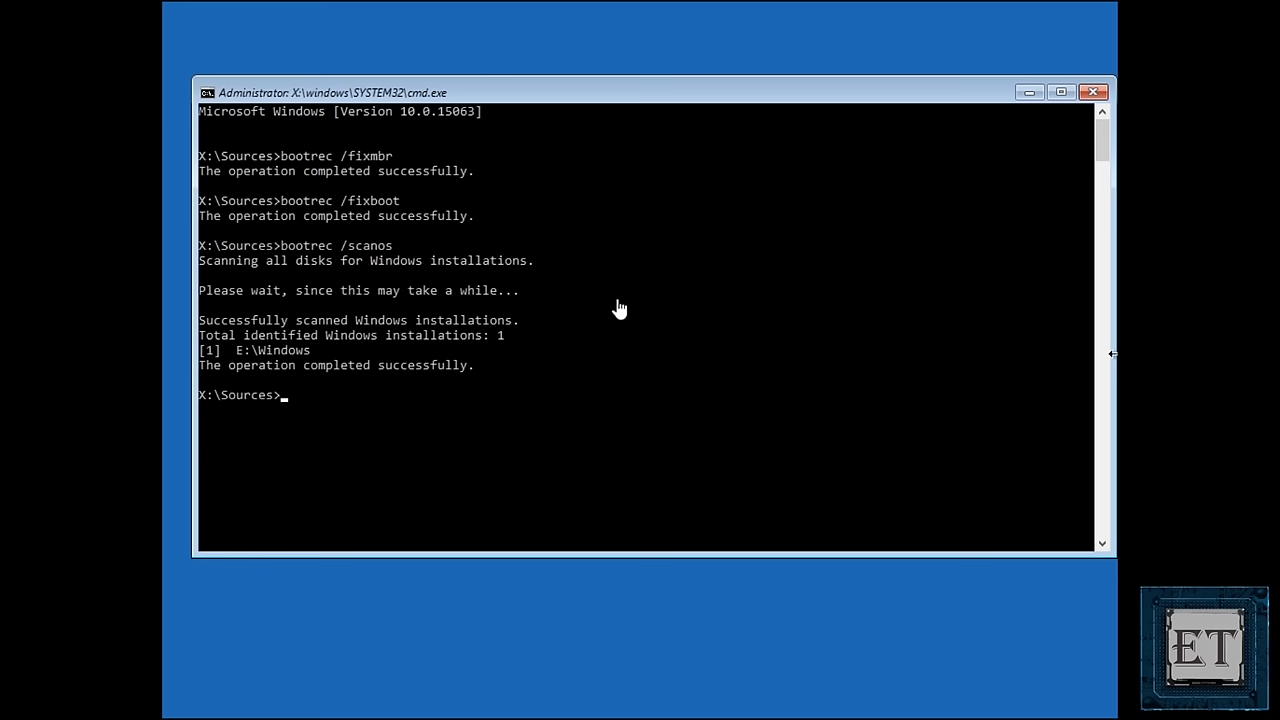 Administrator: X:\windows\SYSTEM32\cmd.exe
Microsoft Windows [Version 10.0.15063]
X:\Sources>bootrec /fixmbr
The operation completed successfully.
X:\Sources>bootrec /fixboot
The operation completed successfully.
X:\Sources>bootrec /scanos
Scanning all disks for Windows installations.
Please wait, since this may take a while...
Successfully scanned Windows installations.
Total identified Windows installations: 1
[1]  E:\Windows
The operation completed successfully.
X:\Sources>
ET